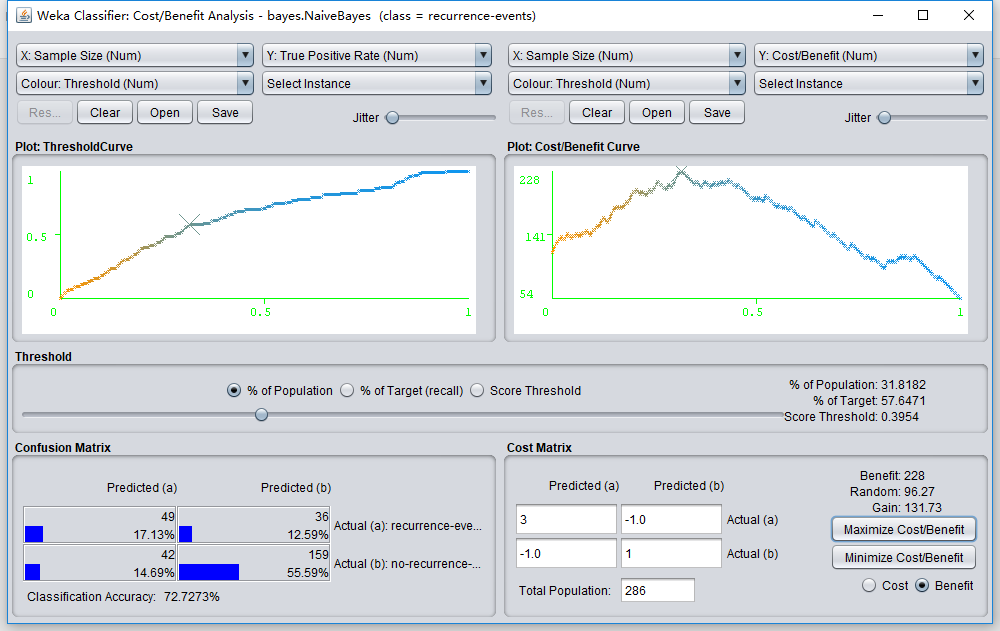 Weka Classifier: Cost/Benefit Analysis - bayes.NaiveBayes (class = recurrence-events)
X: Sample Size (Num) Y: True Positive Rate (Num) X: Sample Size (Num) Y: Cost/Benefit (Num)
Colour: Threshold (Num) Select Instance Colour: Threshold (Num) Select Instance
Res... Clear Open Save Jitter Res... Clear Open Save Jitter
Plot: ThresholdCurve Plot: Cost/Benefit Curve
1 228
0.5 141
0 54
0 0.5 1 0 0.5 1
Threshold
% of Population % of Target (recall) Score Threshold
% of Population: 31.8182
% of Target: 57.6471
Score Threshold: 0.3954
Confusion Matrix
Predicted (a) Predicted (b)
49 36
17.13% 12.59% Actual (a): recurrence-eve...
42 159
14.69% 55.59% Actual (b): no-recurrence-...
Classification Accuracy: 72.7273%
Cost Matrix
Predicted (a) Predicted (b)
3 -1.0 Actual (a)
-1.0 1 Actual (b)
Total Population: 286
Benefit: 228
Random: 96.27
Gain: 131.73
Maximize Cost/Benefit
Minimize Cost/Benefit
Cost Benefit